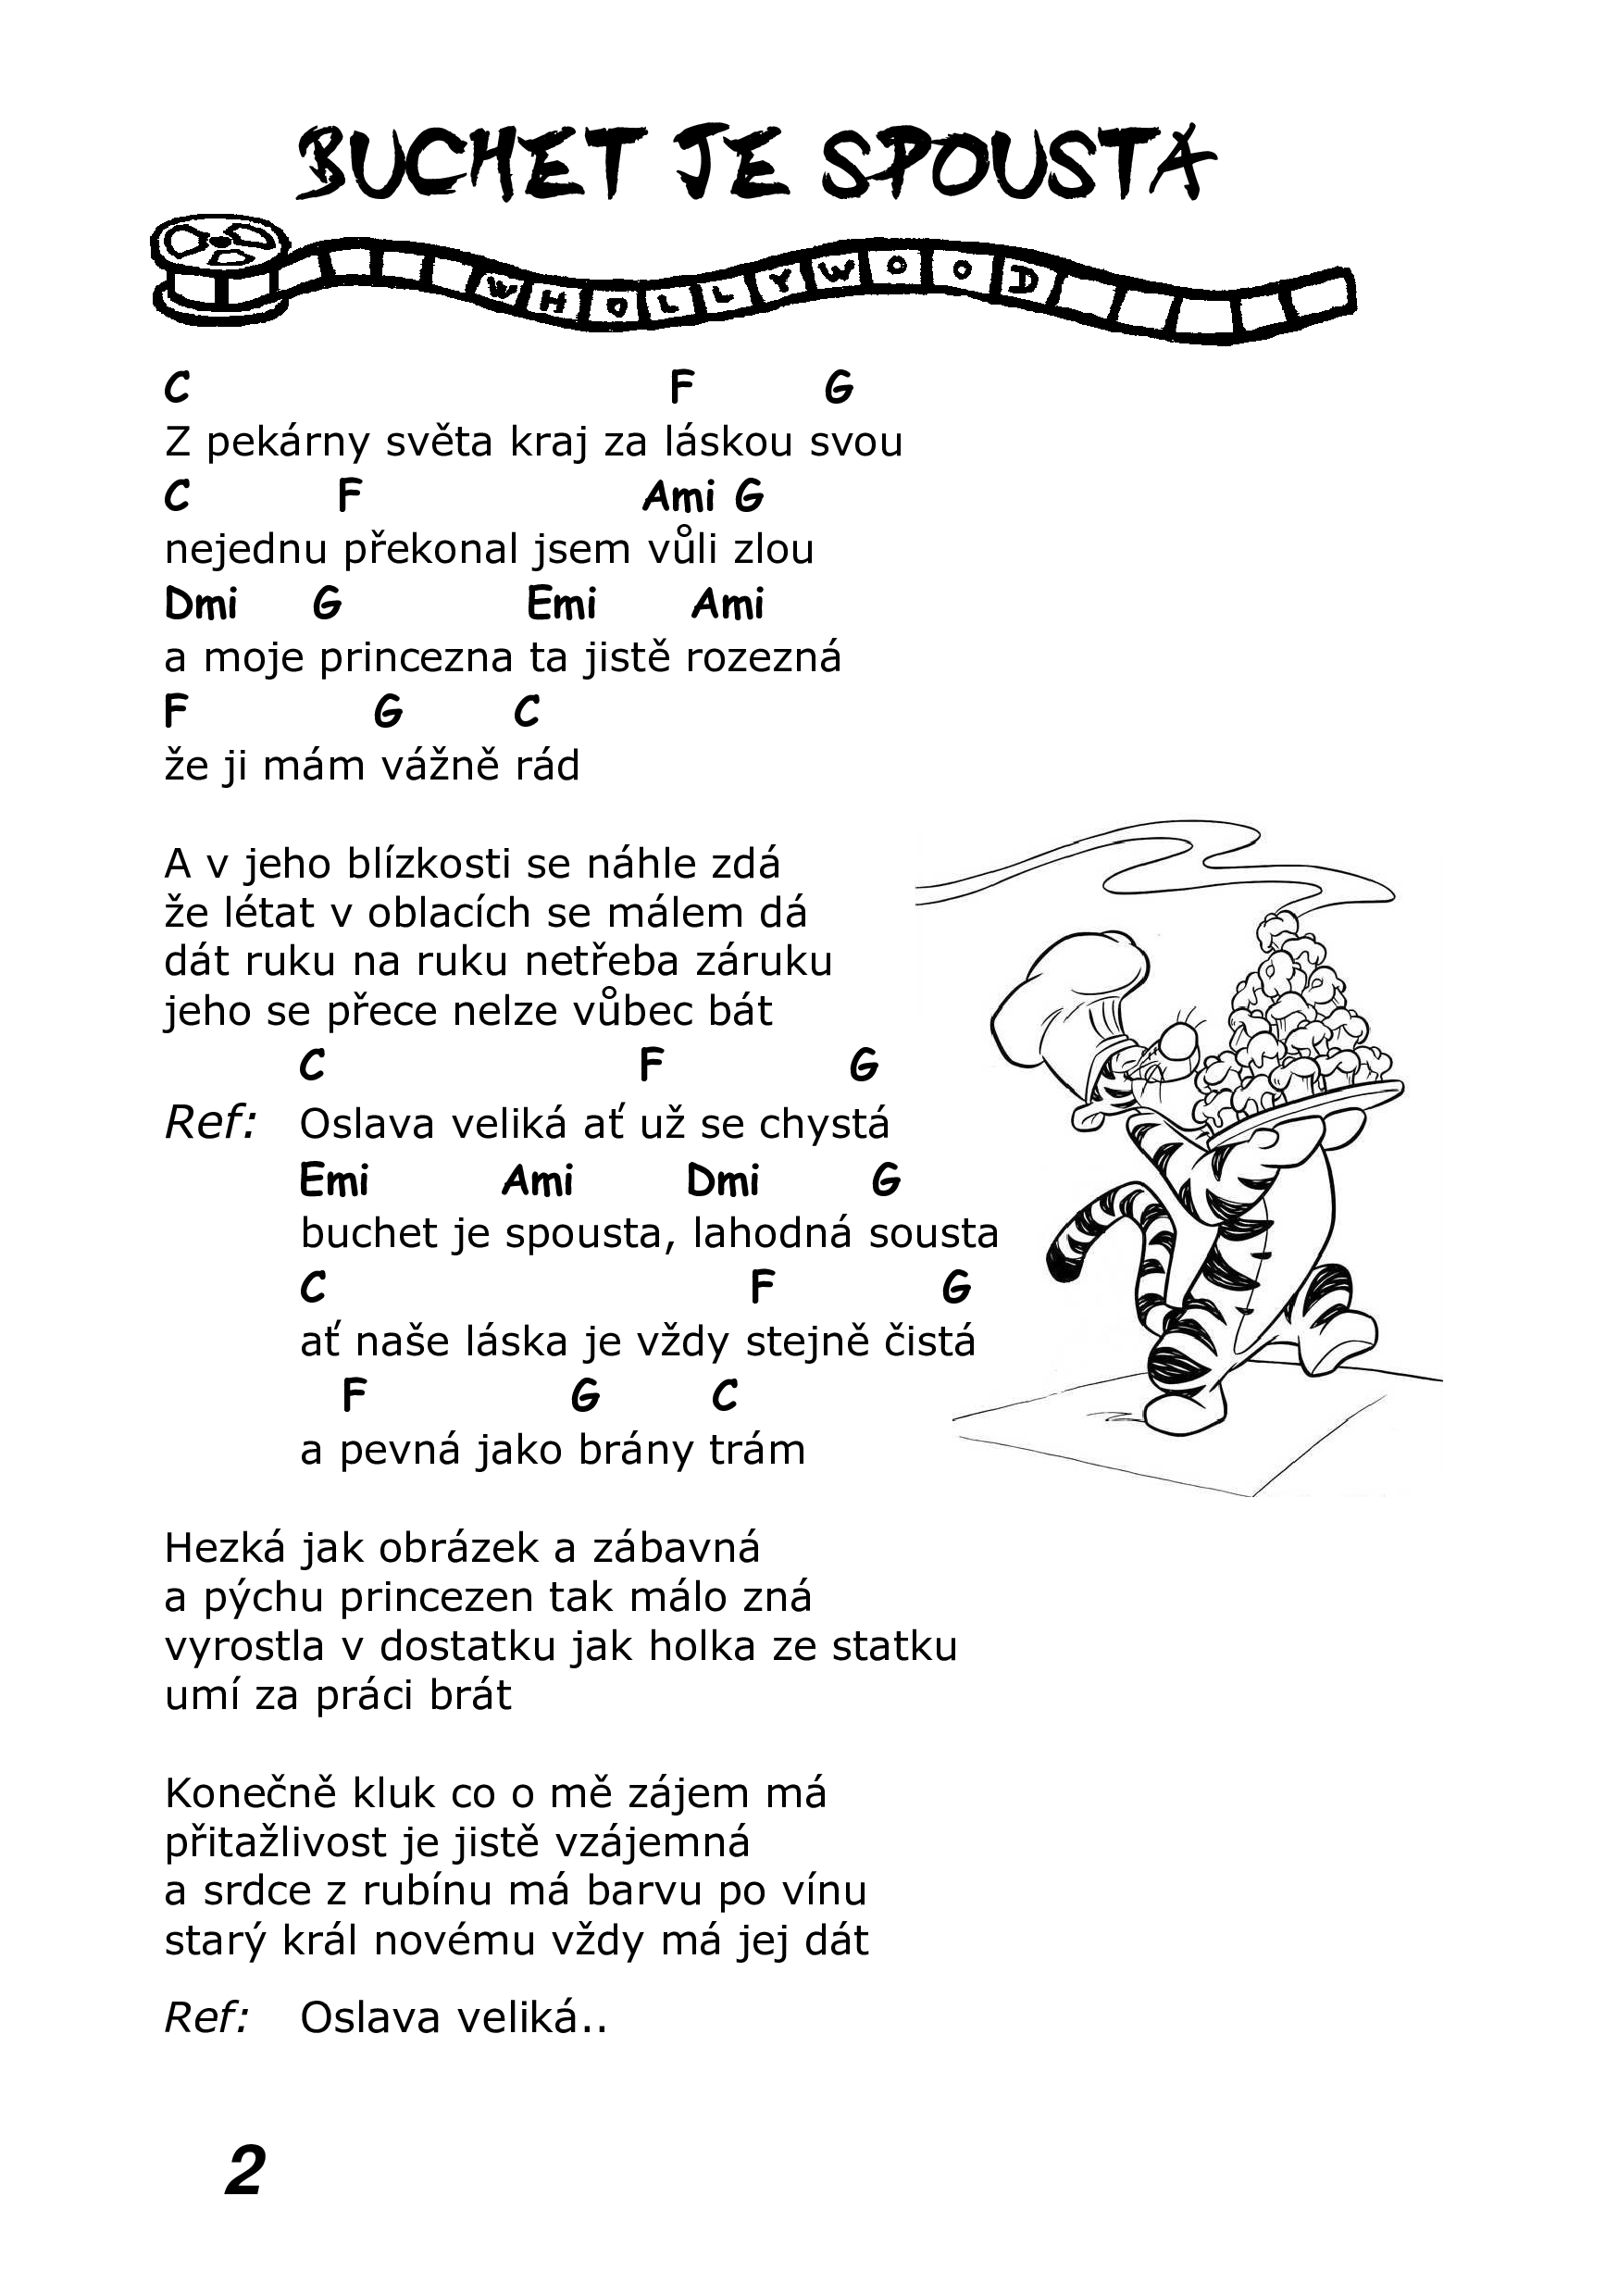 BUCHET JE SPOUSTA
WHOLLYWOOD
C F G
Z pekárny světa kraj za láskou svou
C F Ami G
nejednu překonal jsem vůli zlou
Dmi G Emi Ami
a moje princezna ta jistě rozezná
F G C
že ji mám vážně rád
A v jeho blízkosti se náhle zdá
že létat v oblacích se málem dá
dát ruku na ruku netřeba záruku
jeho se přece nelze vůbec bát
C F G
Ref: Oslava veliká ať už se chystá
Emi Ami Dmi G
buchet je spousta, lahodná sousta
C F G
ať naše láska je vždy stejně čistá
F G C
a pevná jako brány trám
Hezká jak obrázek a zábavná
a pýchu princezen tak málo zná
vyrostla v dostatku jak holka ze statku
umí za práci brát
Konečně kluk co o mě zájem má
přitažlivost je jistě vzájemná
a srdce z rubínu má barvu po vínu
starý král novému vždy má jej dát
Ref: Oslava veliká..
2